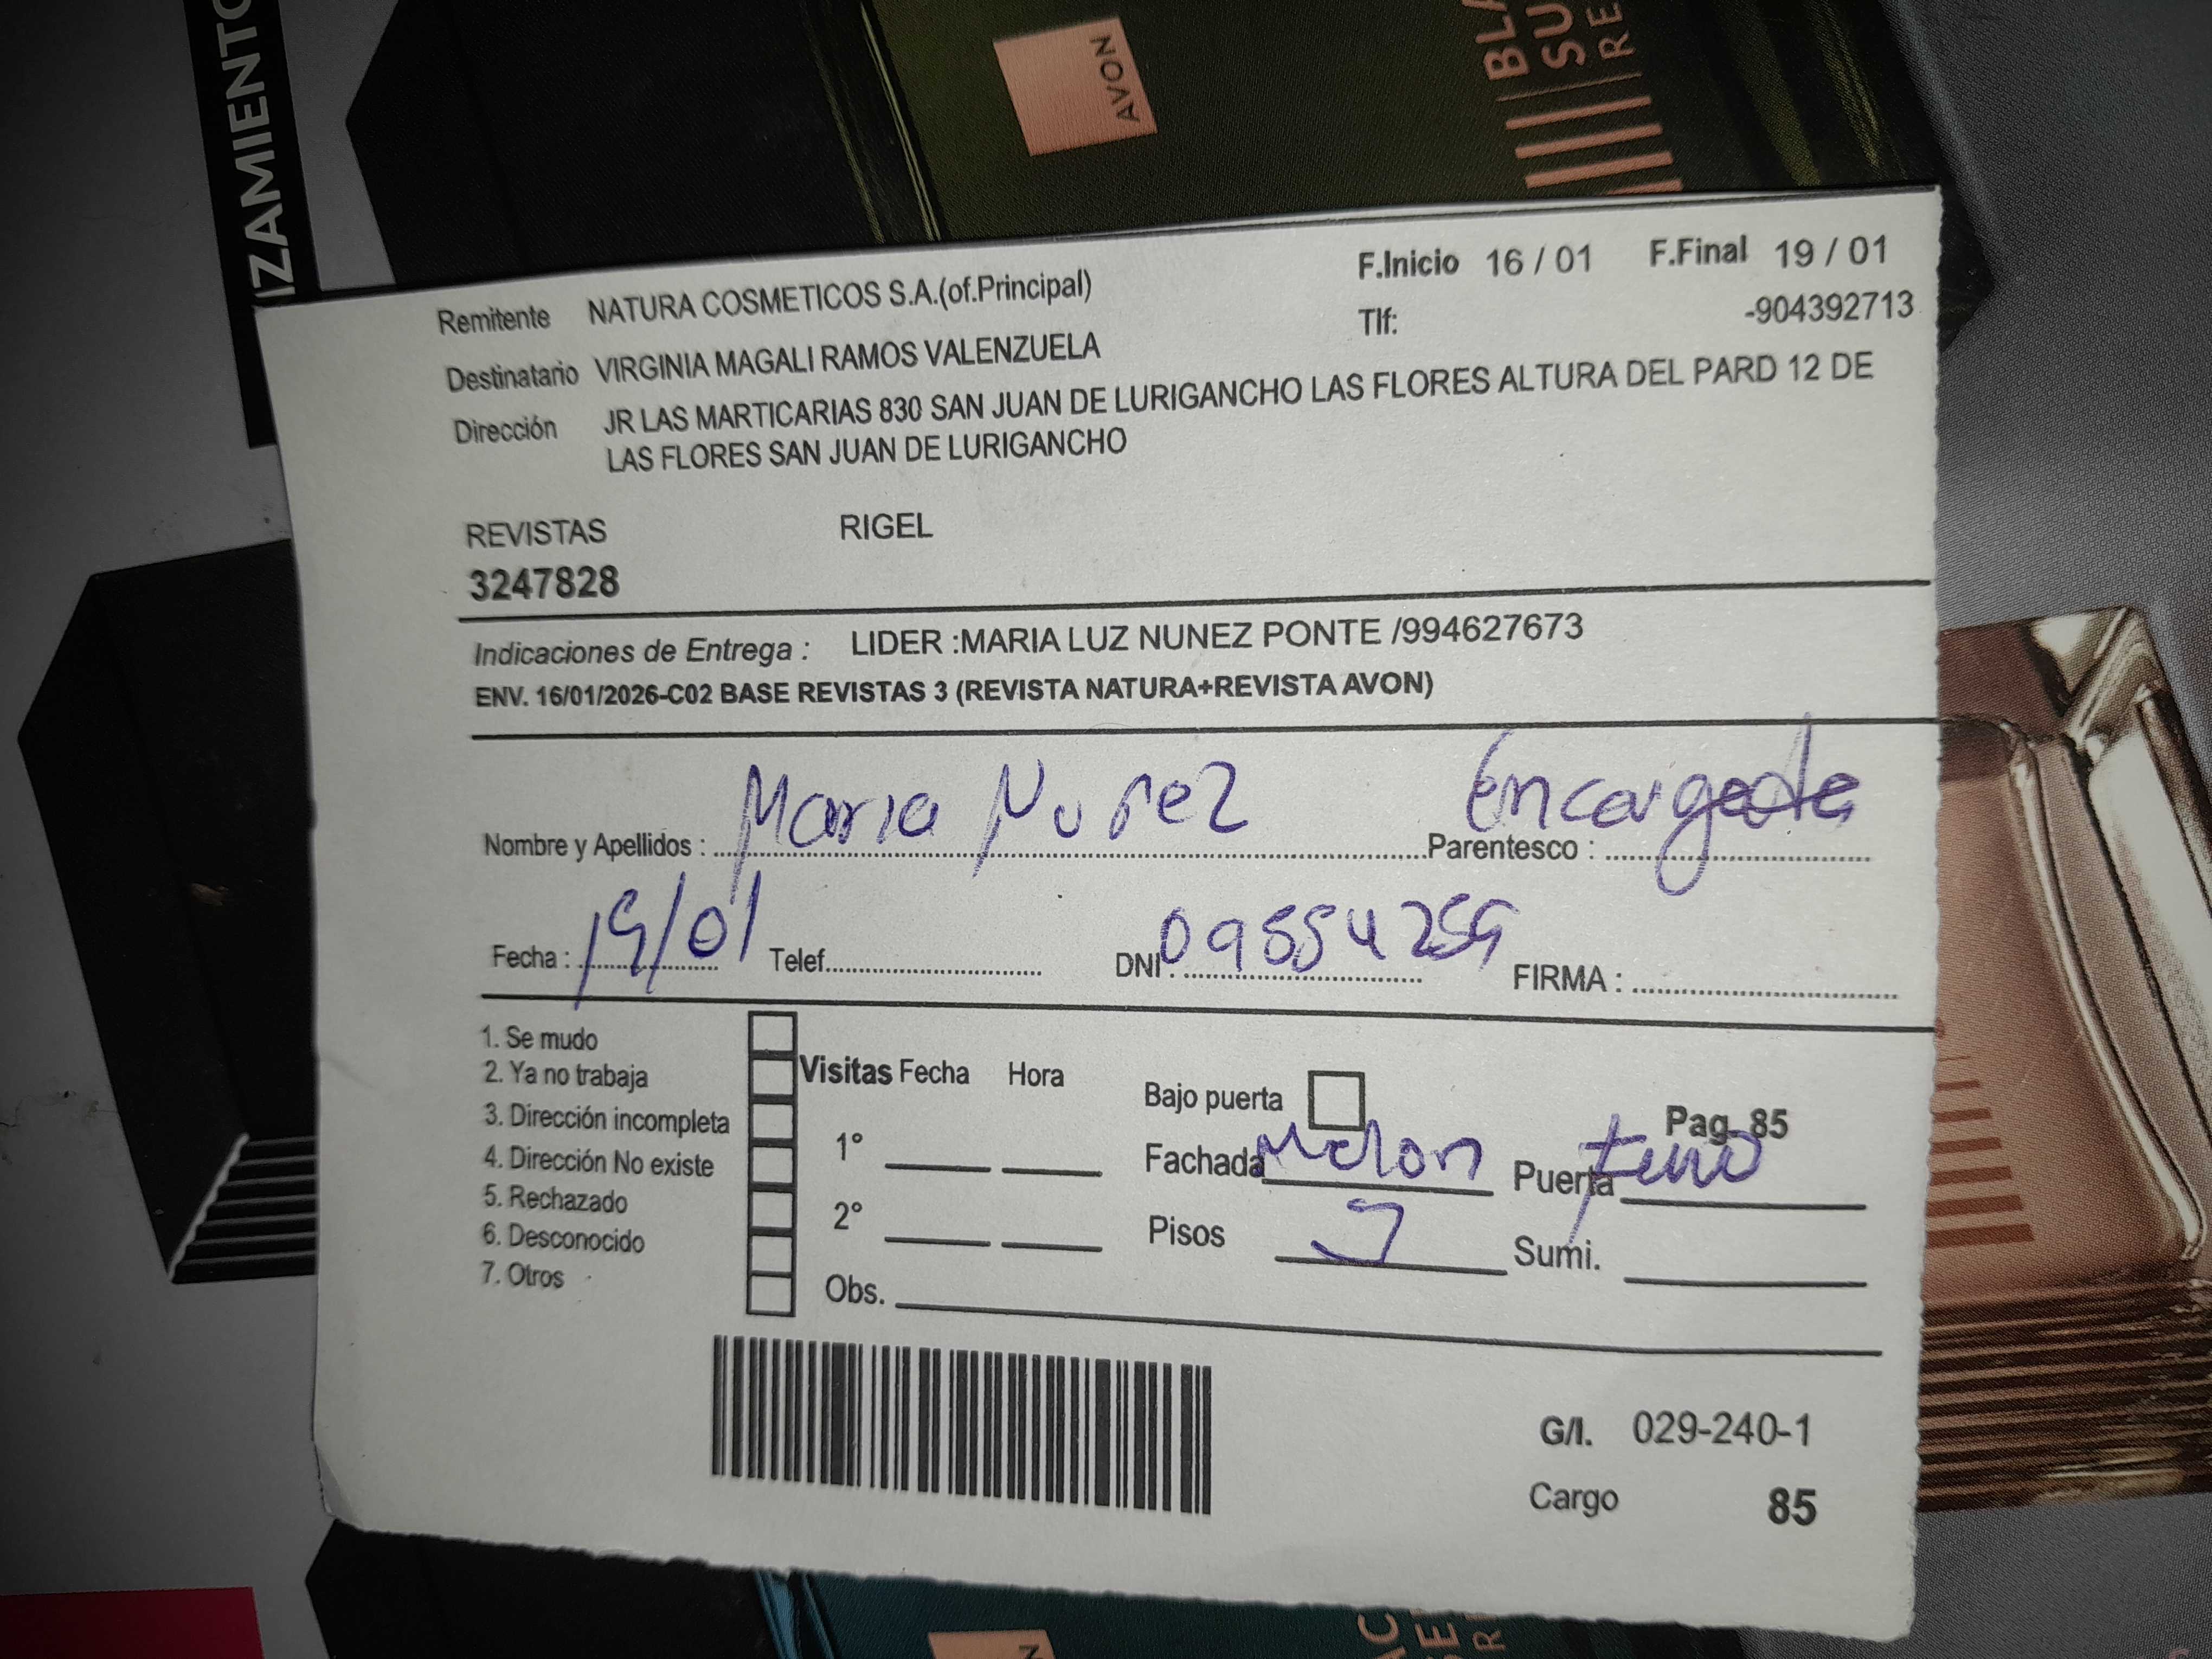 IZAMIENTO
AVON
BLA
SU
RE
Remitente NATURA COSMETICOS S.A.(of.Principal) F.Inicio 16 / 01 F.Final 19 / 01
Destinatario VIRGINIA MAGALI RAMOS VALENZUELA Tlf: -904392713
Dirección JR LAS MARTICARIAS 830 SAN JUAN DE LURIGANCHO LAS FLORES ALTURA DEL PARD 12 DE
LAS FLORES SAN JUAN DE LURIGANCHO
REVISTAS RIGEL
3247828
Indicaciones de Entrega : LIDER :MARIA LUZ NUNEZ PONTE /994627673
ENV. 16/01/2026-C02 BASE REVISTAS 3 (REVISTA NATURA+REVISTA AVON)
Nombre y Apellidos : Maria Nuñez Parentesco : Encargada
Fecha : 19/01 Telef. DNI : FIRMA :
1. Se mudo
2. Ya no trabaja Visitas Fecha Hora Bajo puerta
3. Dirección incompleta Pag. 85
4. Dirección No existe 1° Fachada Melon Puerta
5. Rechazado
6. Desconocido 2° Pisos Sumi.
7. Otros Obs.
G/I. 029-240-1
Cargo 85
AC
SE
RE